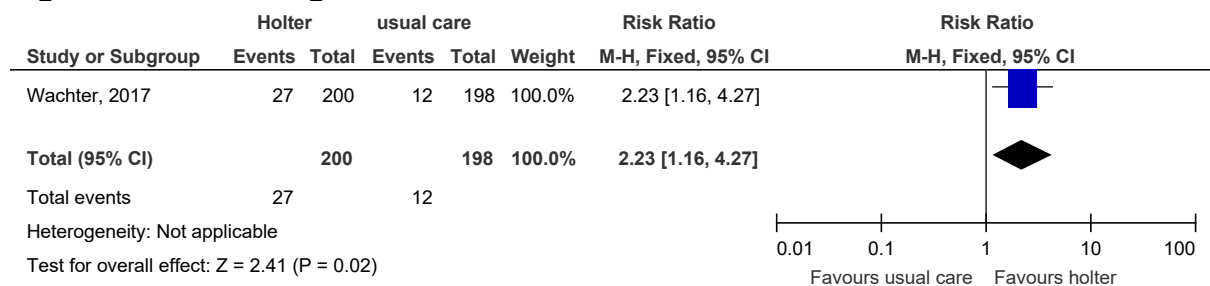 Holter usual care Risk Ratio Risk Ratio
Study or Subgroup Events Total Events Total Weight M-H, Fixed, 95% CI M-H, Fixed, 95% CI
Wachter, 2017 27 200 12 198 100.0% 2.23 [1.16, 4.27]
Total (95% CI) 200 198 100.0% 2.23 [1.16, 4.27]
Total events 27 12
Heterogeneity: Not applicable
Test for overall effect: Z = 2.41 (P = 0.02)
0.01 0.1 1 10 100
Favours usual care Favours holter